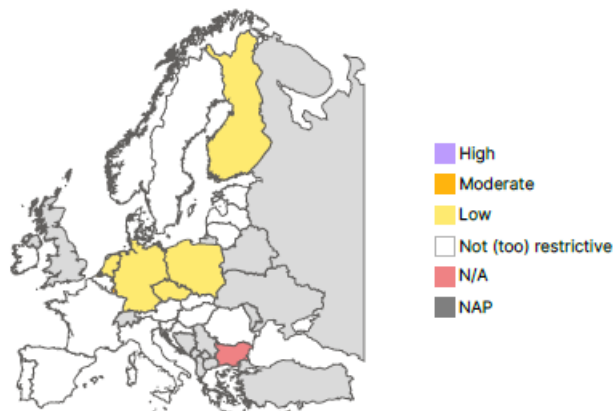 High
Moderate
Low
Not (too) restrictive
N/A
NAP